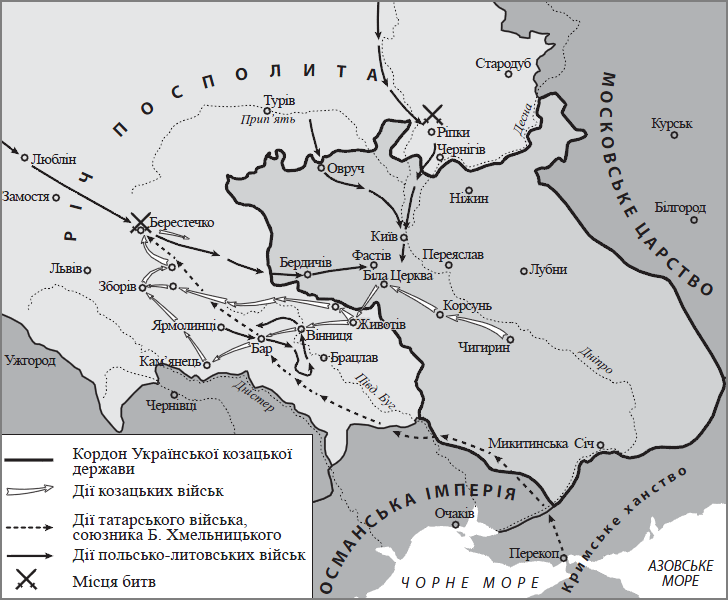 РІЧ ПОСПОЛИТА
МОСКОВСЬКЕ ЦАРСТВО
Стародуб
Десна
Турів
Прип'ять
Ріпки
Чернігів
Курськ
Люблін
Овруч
Замостя
Ніжин
Білгород
Берестечко
Київ
Львів
Бердичів
Фастів
Переяслав
Лубни
Зборів
Біла Церква
Корсунь
Ярмолинці
Животів
Вінниця
Чигирин
Бар
Брацлав
Ужгород
Кам'янець
Дніпро
Чернівці
Дністер
Півд. Буг
Микитинська Січ
ОСМАНСЬКА ІМПЕРІЯ
Очаків
Кримське ханство
Перекоп
ЧОРНЕ МОРЕ
АЗОВСЬКЕ
МОРЕ
Кордон Української козацької
держави
Дії козацьких військ
Дії татарського війська,
союзника Б. Хмельницького
Дії польсько-литовських військ
Місця битв